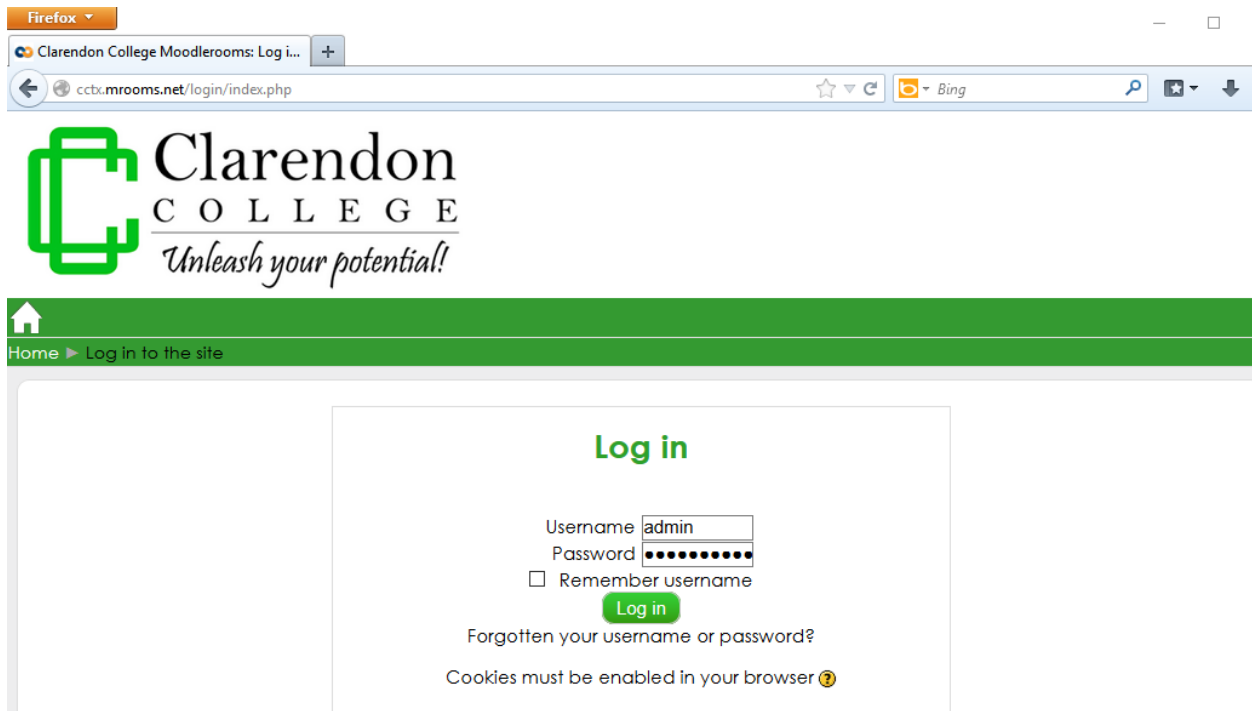 Firefox
Clarendon College Moodlerooms: Log i...
cctx.mrooms.net/login/index.php
Bing
Clarendon
COLLEGE
Unleash your potential!
Home ▶ Log in to the site
Log in
Username admin
Password ●●●●●●●●●●
Remember username
Log in
Forgotten your username or password?
Cookies must be enabled in your browser ?